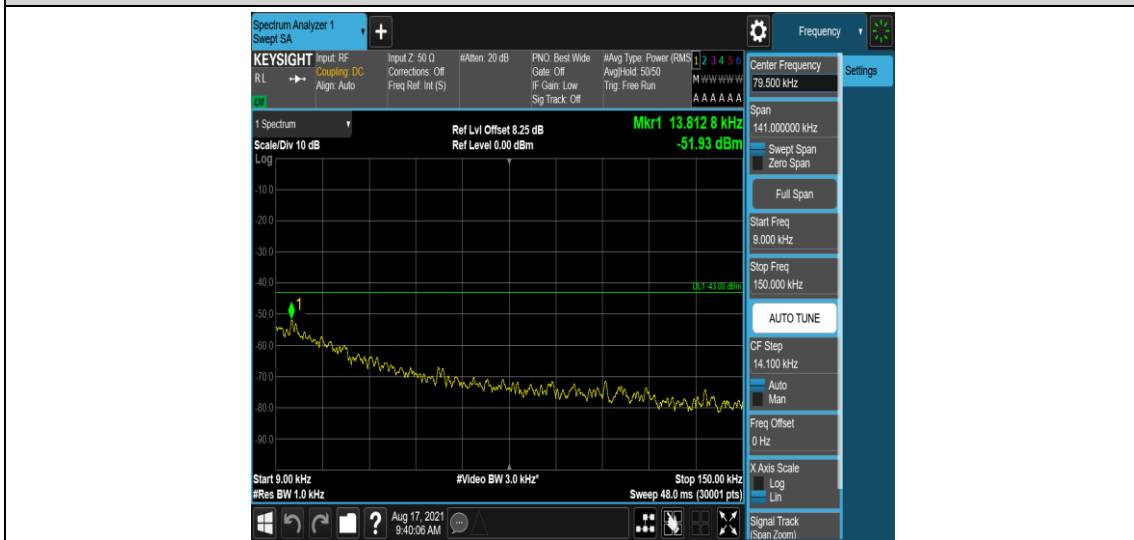 Spectrum Analyzer 1
Swept SA
+
Frequency
KEYSIGHT
RL
LXI
Input: RF
Coupling: DC
Align: Auto
Input Z: 50 Ω
Corrections: Off
Freq Ref: Int (S)
#Atten: 20 dB
PNO: Best Wide
Gate: Off
IF Gain: Low
Sig Track: Off
#Avg Type: Power (RMS
Avg|Hold: 50/50
Trig: Free Run
1 2 3 4 5 6
M W W W W W
A A A A A A
Center Frequency
79.500 kHz
Settings
1 Spectrum
Scale/Div 10 dB
Ref Lvl Offset 8.25 dB
Ref Level 0.00 dBm
Mkr1 13.812 8 kHz
-51.93 dBm
Log
-10.0
-20.0
-30.0
-40.0
-50.0
-60.0
-70.0
-80.0
-90.0
DL1 -43.00 dBm
1
Start 9.00 kHz
#Res BW 1.0 kHz
#Video BW 3.0 kHz*
Stop 150.00 kHz
Sweep 48.0 ms (30001 pts)
Span
141.000000 kHz
Swept Span
Zero Span
Full Span
Start Freq
9.000 kHz
Stop Freq
150.000 kHz
AUTO TUNE
CF Step
14.100 kHz
Auto
Man
Freq Offset
0 Hz
X Axis Scale
Log
Lin
Signal Track
(Span Zoom)
?
Aug 17, 2021
9:40:06 AM